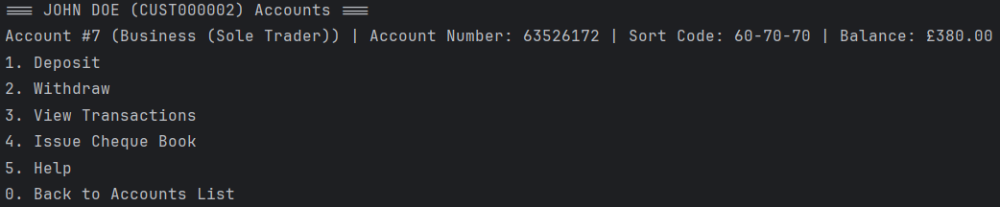 === JOHN DOE (CUST000002) Accounts ===
Account #7 (Business (Sole Trader)) | Account Number: 63526172 | Sort Code: 60-70-70 | Balance: £380.00
1. Deposit
2. Withdraw
3. View Transactions
4. Issue Cheque Book
5. Help
0. Back to Accounts List